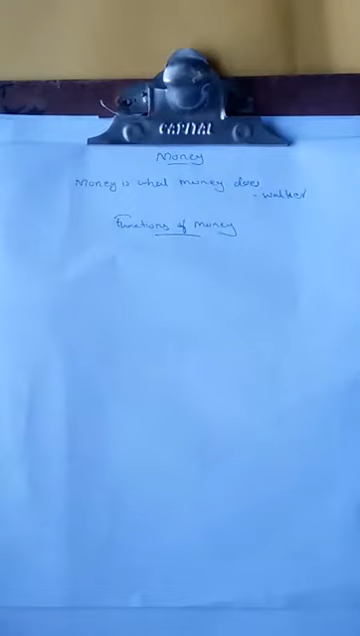 CAPITAL
Money
Money is what money does
- Walker
Functions of Money